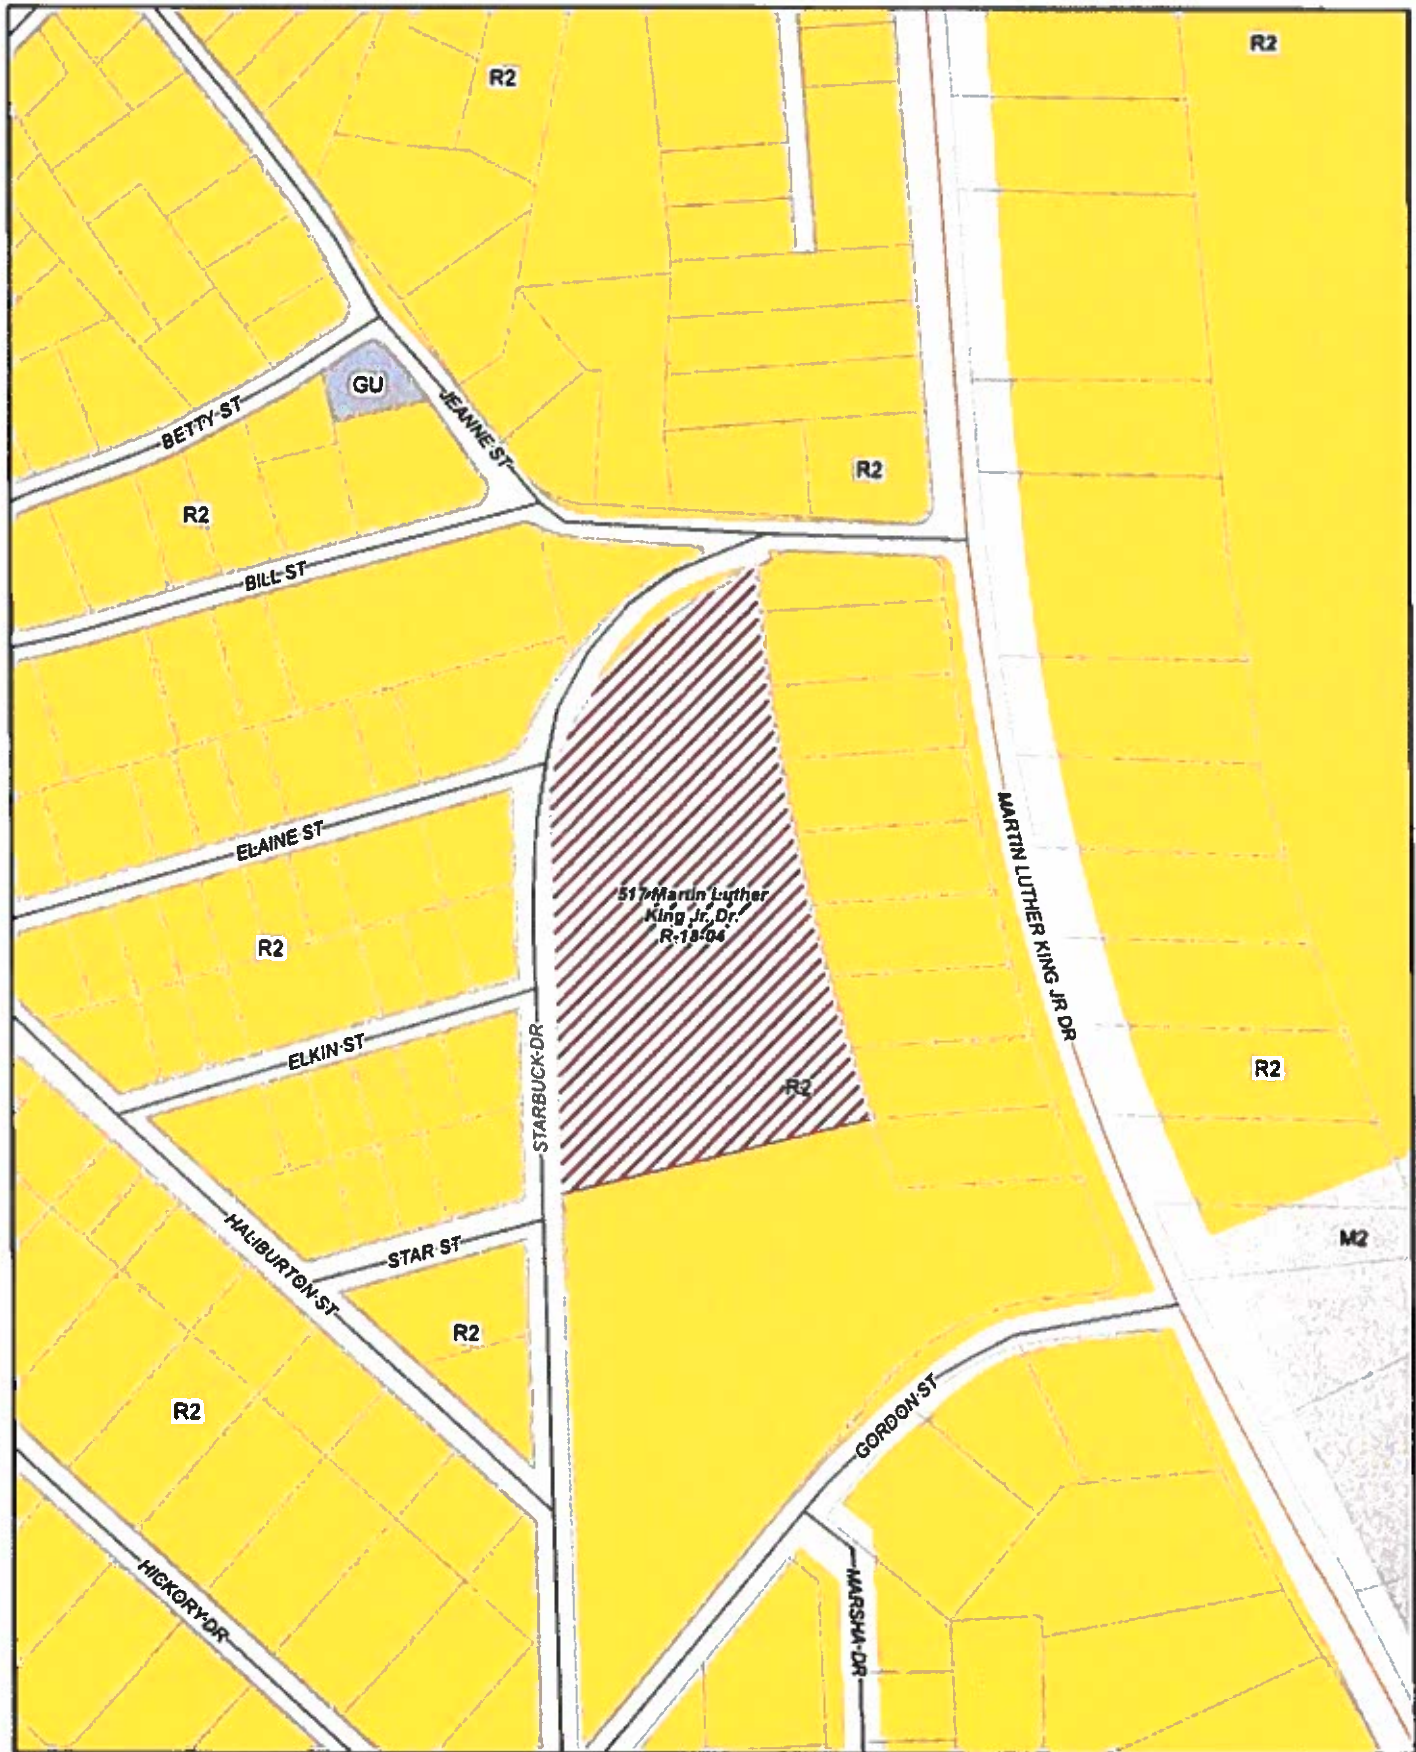 R2
R2
GU
JEANNE ST
BETTY ST
R2
R2
BILL ST
MARTIN LUTHER KING JR DR
ELAINE ST
517 Martin Luther
King Jr. Dr.
R-18-04
R2
ELKIN ST
STARBUCK DR
R2
R2
HALIBURTON ST
STAR ST
M2
R2
R2
GORDON ST
HICKORY DR
MARSHA DR